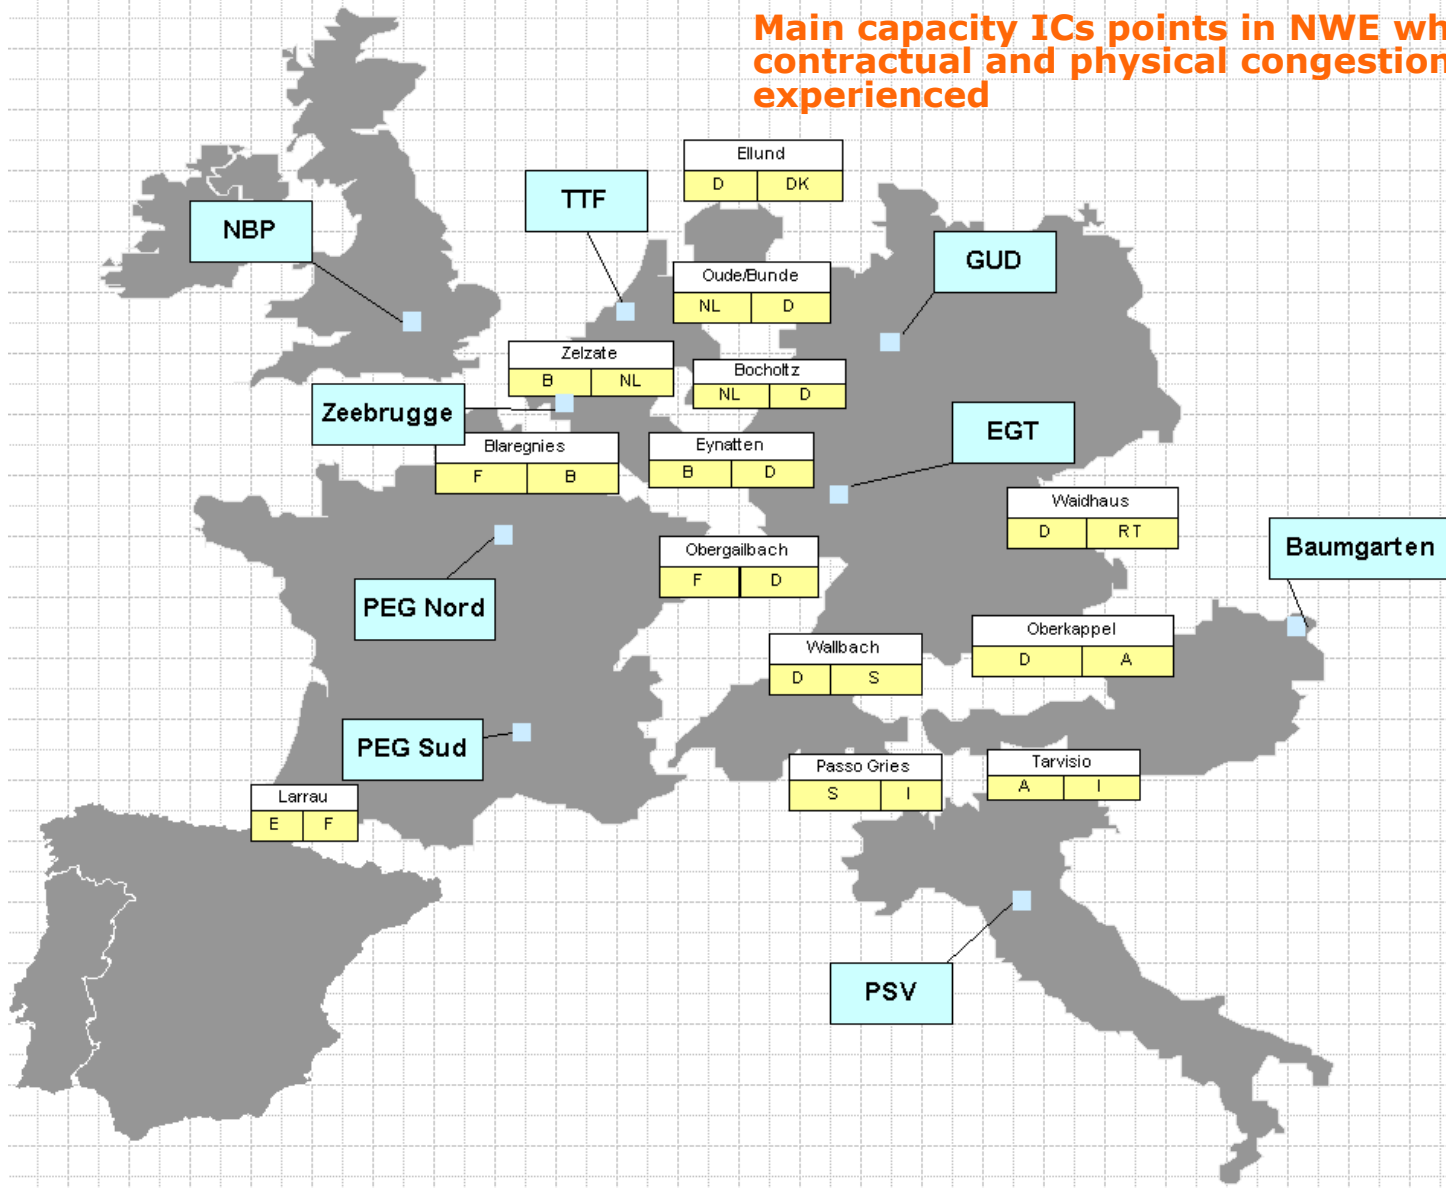 Main capacity ICs points in NWE wh
contractual and physical congestion
experienced
Ellund
D DK
TTF
NBP
GUD
Oude/Bunde
NL D
Zelzate
B NL
Bocholtz
NL D
Zeebrugge
EGT
Blaregnies
F B
Eynatten
B D
Waidhaus
D RT
Baumgarten
Obergailbach
F D
PEG Nord
Oberkappel
D A
Wallbach
D S
PEG Sud
Passo Gries
S I
Tarvisio
A I
Larrau
E F
PSV